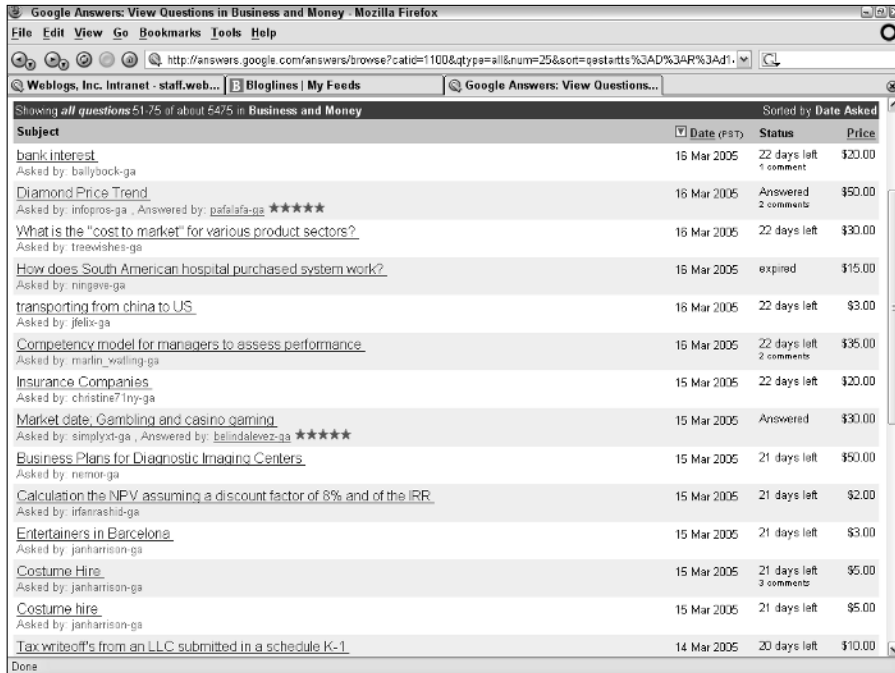 Google Answers: View Questions in Business and Money - Mozilla Firefox
File Edit View Go Bookmarks Tools Help
http://answers.google.com/answers/browse?catid=1100&qtype=all&num=25&sort=qestartts%3AD%3AR%3Ad1
Weblogs, Inc. Intranet - staff.web... Bloglines | My Feeds Google Answers: View Questions...
Showing all questions 51-75 of about 5475 in Business and Money Sorted by Date Asked
Subject Date (PST) Status Price
bank interest 16 Mar 2005 22 days left $20.00
Asked by: ballybock-ga 1 comment
Diamond Price Trend 16 Mar 2005 Answered $50.00
Asked by: infopros-ga , Answered by: pafalafa-ga ★★★★★ 2 comments
What is the "cost to market" for various product sectors? 16 Mar 2005 22 days left $30.00
Asked by: treewishes-ga
How does South American hospital purchased system work? 16 Mar 2005 expired $15.00
Asked by: ningeve-ga
transporting from china to US 16 Mar 2005 22 days left $3.00
Asked by: jfelix-ga
Competency model for managers to assess performance 16 Mar 2005 22 days left $35.00
Asked by: marlin_watling-ga 2 comments
Insurance Companies 15 Mar 2005 22 days left $20.00
Asked by: christine71ny-ga
Market date; Gambling and casino gaming 15 Mar 2005 Answered $30.00
Asked by: simplyxt-ga , Answered by: belindalevez-ga ★★★★★
Business Plans for Diagnostic Imaging Centers 15 Mar 2005 21 days left $50.00
Asked by: nemor-ga
Calculation the NPV assuming a discount factor of 8% and of the IRR 15 Mar 2005 21 days left $2.00
Asked by: irfanrashid-ga
Entertainers in Barcelona 15 Mar 2005 21 days left $3.00
Asked by: janharrison-ga
Costume Hire 15 Mar 2005 21 days left $5.00
Asked by: janharrison-ga 3 comments
Costume hire 15 Mar 2005 21 days left $5.00
Asked by: janharrison-ga
Tax writeoff's from an LLC submitted in a schedule K-1 14 Mar 2005 20 days left $10.00
Done